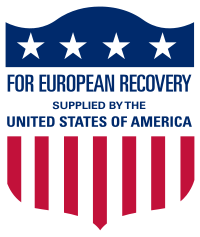 FOR EUROPEAN RECOVERY
SUPPLIED BY THE
UNITED STATES OF AMERICA